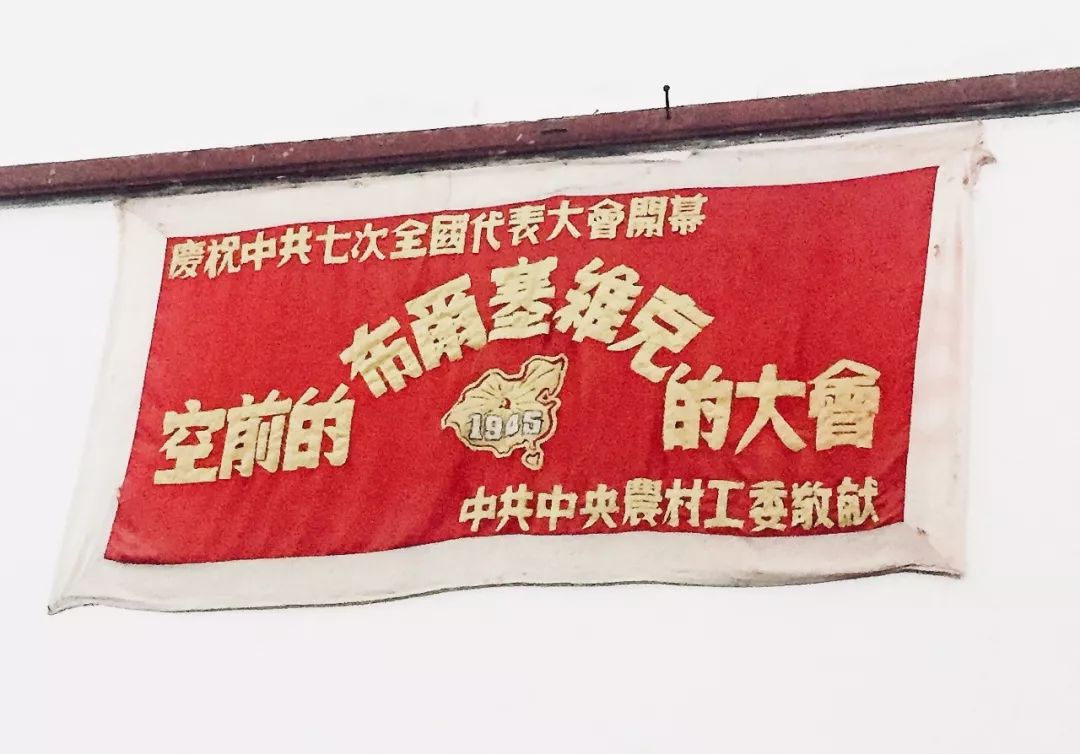 慶祝中共七次全國代表大會開幕
空前的布爾塞維克的大會
1945
中共中央農村工委敬献